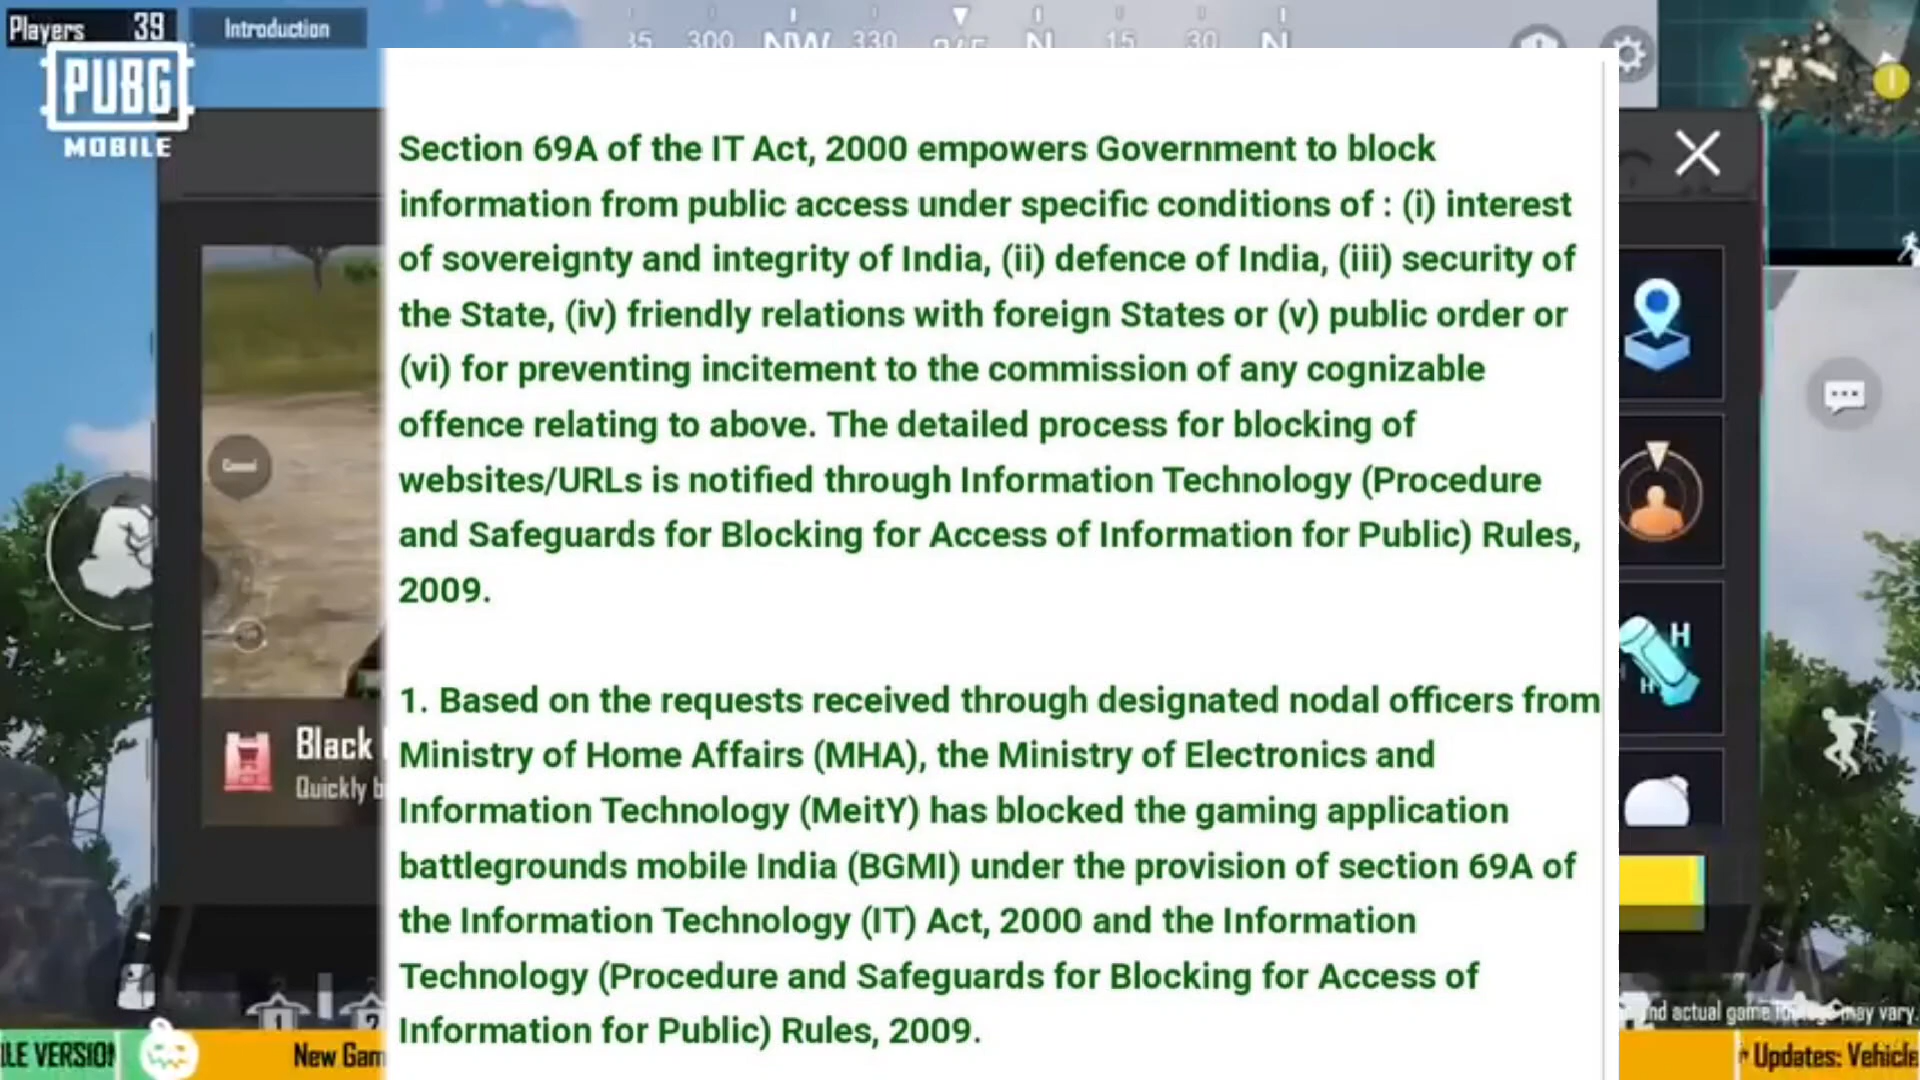 Players 39
Introduction
300 NW 330 345 N 15 30 N
PUBG
MOBILE
Section 69A of the IT Act, 2000 empowers Government to block
information from public access under specific conditions of : (i) interest
of sovereignty and integrity of India, (ii) defence of India, (iii) security of
the State, (iv) friendly relations with foreign States or (v) public order or
(vi) for preventing incitement to the commission of any cognizable
offence relating to above. The detailed process for blocking of
websites/URLs is notified through Information Technology (Procedure
and Safeguards for Blocking for Access of Information for Public) Rules,
2009.
1. Based on the requests received through designated nodal officers from
Ministry of Home Affairs (MHA), the Ministry of Electronics and
Information Technology (MeitY) has blocked the gaming application
battlegrounds mobile India (BGMI) under the provision of section 69A of
the Information Technology (IT) Act, 2000 and the Information
Technology (Procedure and Safeguards for Blocking for Access of
Information for Public) Rules, 2009.
Cancel
Black
Quickly b
H
H
1 2
nd actual game footage may vary.
LE VERSION
New Gam
Updates: Vehicle